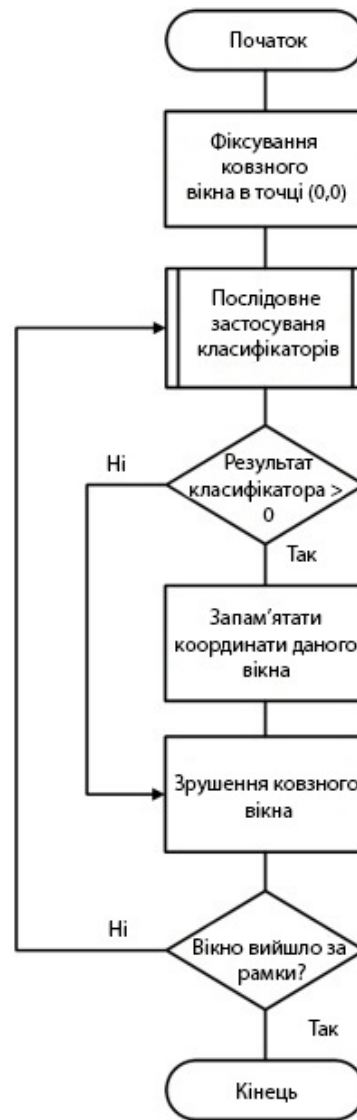 Початок
Фіксування
ковзного
вікна в точці (0,0)
Послідовне
застосуваня
класифікаторів
Ні
Результат
класифікатора >
0
Так
Запам’ятати
координати даного
вікна
Зрушення ковзного
вікна
Ні
Вікно вийшло за
рамки?
Так
Кінець